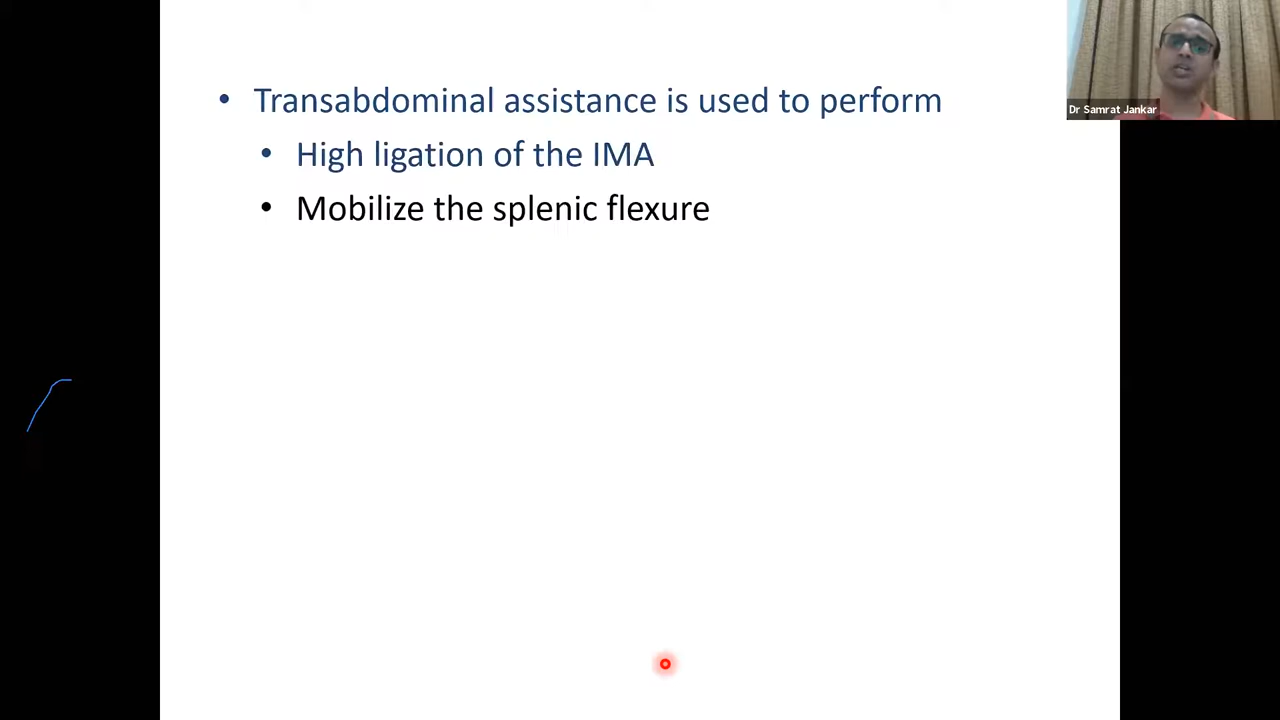 • Transabdominal assistance is used to perform
• High ligation of the IMA
• Mobilize the splenic flexure
Dr Samrat Jankar